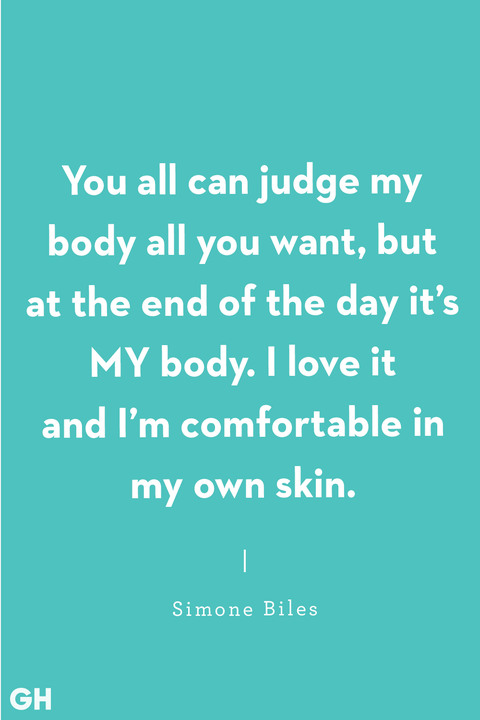 You all can judge my
body all you want, but
at the end of the day it’s
MY body. I love it
and I’m comfortable in
my own skin.
Simone Biles
GH